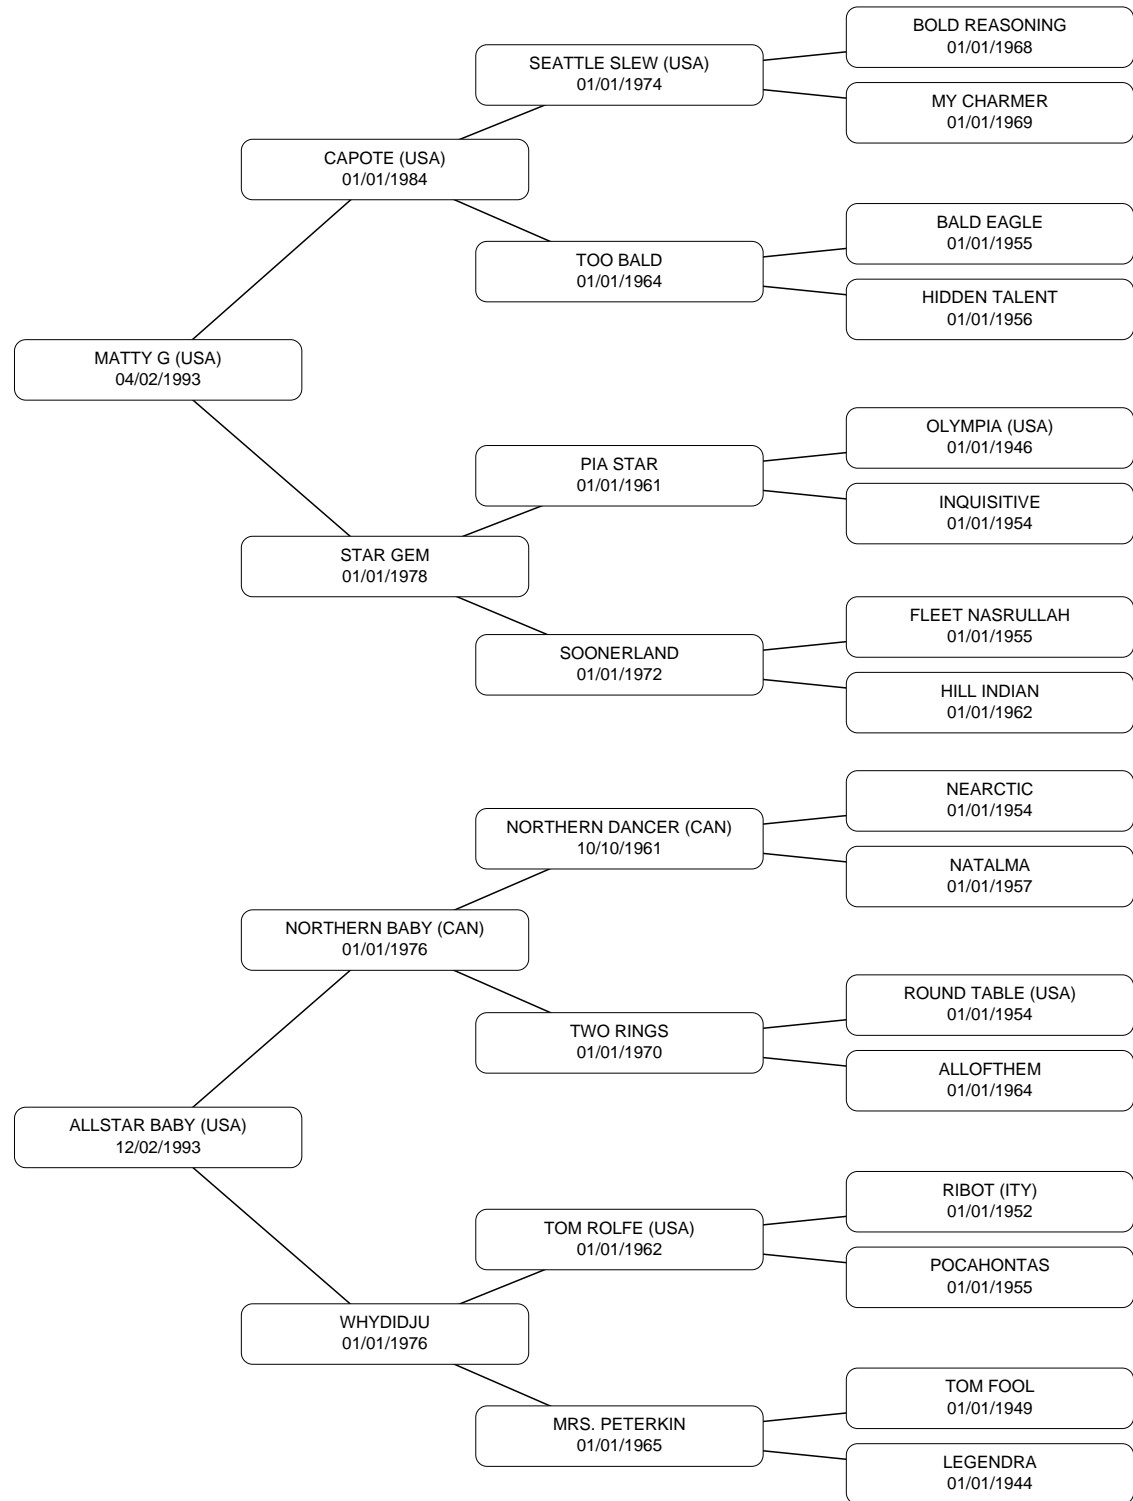 BOLD REASONING
01/01/1968
SEATTLE SLEW (USA)
01/01/1974
MY CHARMER
01/01/1969
CAPOTE (USA)
01/01/1984
BALD EAGLE
01/01/1955
TOO BALD
01/01/1964
HIDDEN TALENT
01/01/1956
MATTY G (USA)
04/02/1993
OLYMPIA (USA)
01/01/1946
PIA STAR
01/01/1961
INQUISITIVE
01/01/1954
STAR GEM
01/01/1978
FLEET NASRULLAH
01/01/1955
SOONERLAND
01/01/1972
HILL INDIAN
01/01/1962
NEARCTIC
01/01/1954
NORTHERN DANCER (CAN)
10/10/1961
NATALMA
01/01/1957
NORTHERN BABY (CAN)
01/01/1976
ROUND TABLE (USA)
01/01/1954
TWO RINGS
01/01/1970
ALLOFTHEM
01/01/1964
ALLSTAR BABY (USA)
12/02/1993
RIBOT (ITY)
01/01/1952
TOM ROLFE (USA)
01/01/1962
POCAHONTAS
01/01/1955
WHYDIDJU
01/01/1976
TOM FOOL
01/01/1949
MRS. PETERKIN
01/01/1965
LEGENDRA
01/01/1944